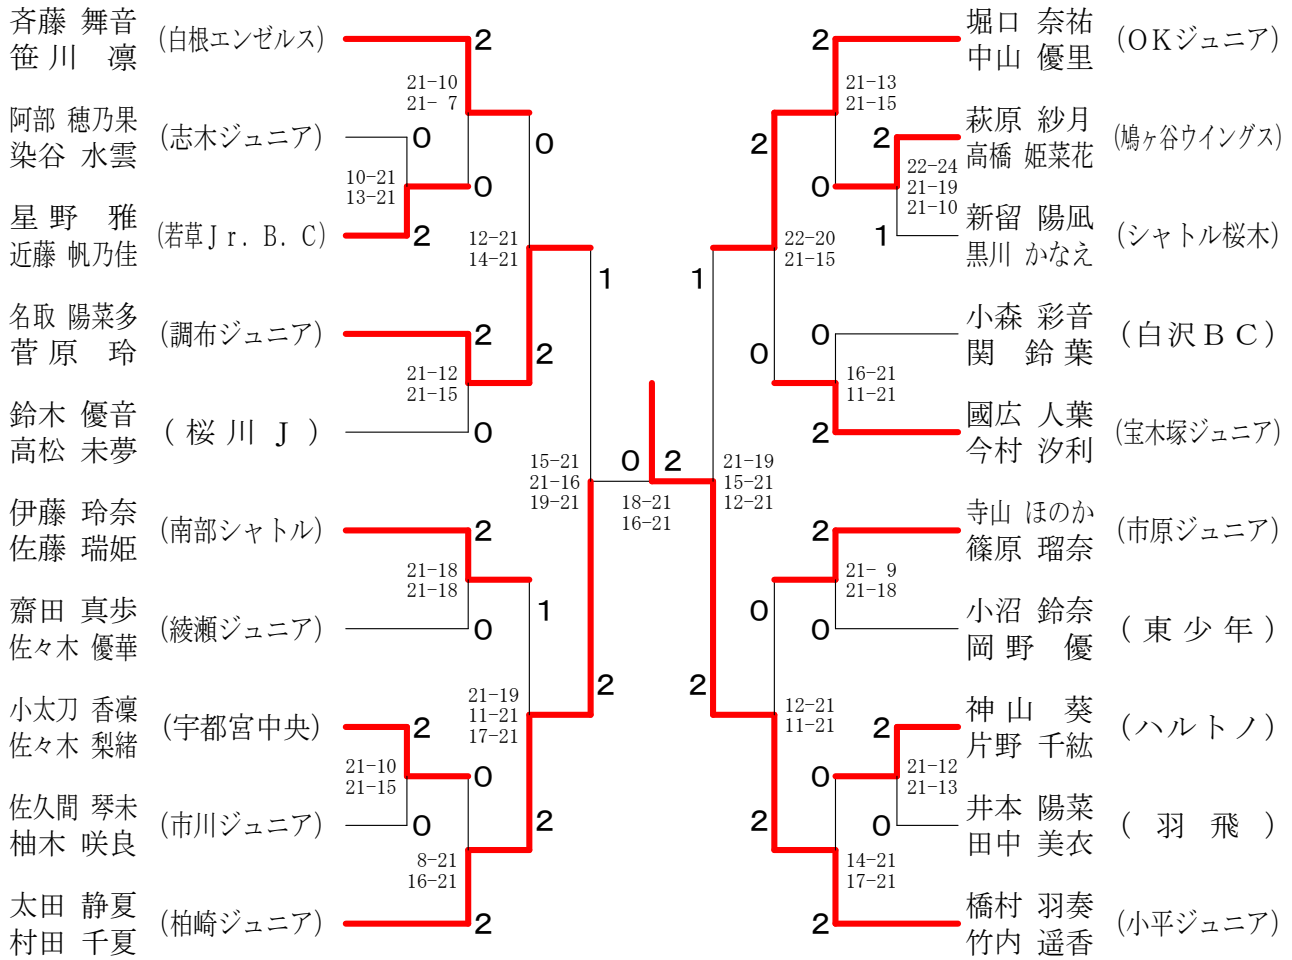 斉藤 舞音
笹川 凛
(白根エンゼルス)
2
21-10
21- 7
阿部 穂乃果
染谷 水雲
(志木ジュニア)
0
10-21
13-21
0
星野 雅
近藤 帆乃佳
(若草Jr. B. C)
2
0
12-21
14-21
1
名取 陽菜多
菅原 玲
(調布ジュニア)
2
2
21-12
21-15
鈴木 優音
高松 未夢
(桜川J)
0
15-21
21-16
19-21
伊藤 玲奈
佐藤 瑞姫
(南部シャトル)
2
21-18
21-18
1
齋田 真歩
佐々木 優華
(綾瀬ジュニア)
0
21-19
11-21
17-21
2
小太刀 香凜
佐々木 梨緒
(宇都宮中央)
2
21-10
21-15
0
佐久間 琴未
柚木 咲良
(市川ジュニア)
0
2
8-21
16-21
太田 静夏
村田 千夏
(柏崎ジュニア)
2
0
2
18-21
16-21
堀口 奈祐
中山 優里
(OKジュニア)
2
21-13
21-15
2
萩原 紗月
高橋 姫菜花
(鳩ヶ谷ウイングス)
2
22-24
21-19
21-10
0
新留 陽凪
黒川 かなえ
(シャトル桜木)
1
22-20
21-15
1
小森 彩音
関 鈴葉
(白沢BC)
0
0
16-21
11-21
國広 人葉
今村 汐利
(宝木塚ジュニア)
2
21-19
15-21
12-21
寺山 ほのか
篠原 瑠奈
(市原ジュニア)
2
21- 9
21-18
0
小沼 鈴奈
岡野 優
(東少年)
0
2
12-21
11-21
神山 葵
片野 千紘
(ハルトノ)
2
21-12
21-13
0
井本 陽菜
田中 美衣
(羽飛)
0
2
14-21
17-21
橋村 羽奏
竹内 遥香
(小平ジュニア)
2